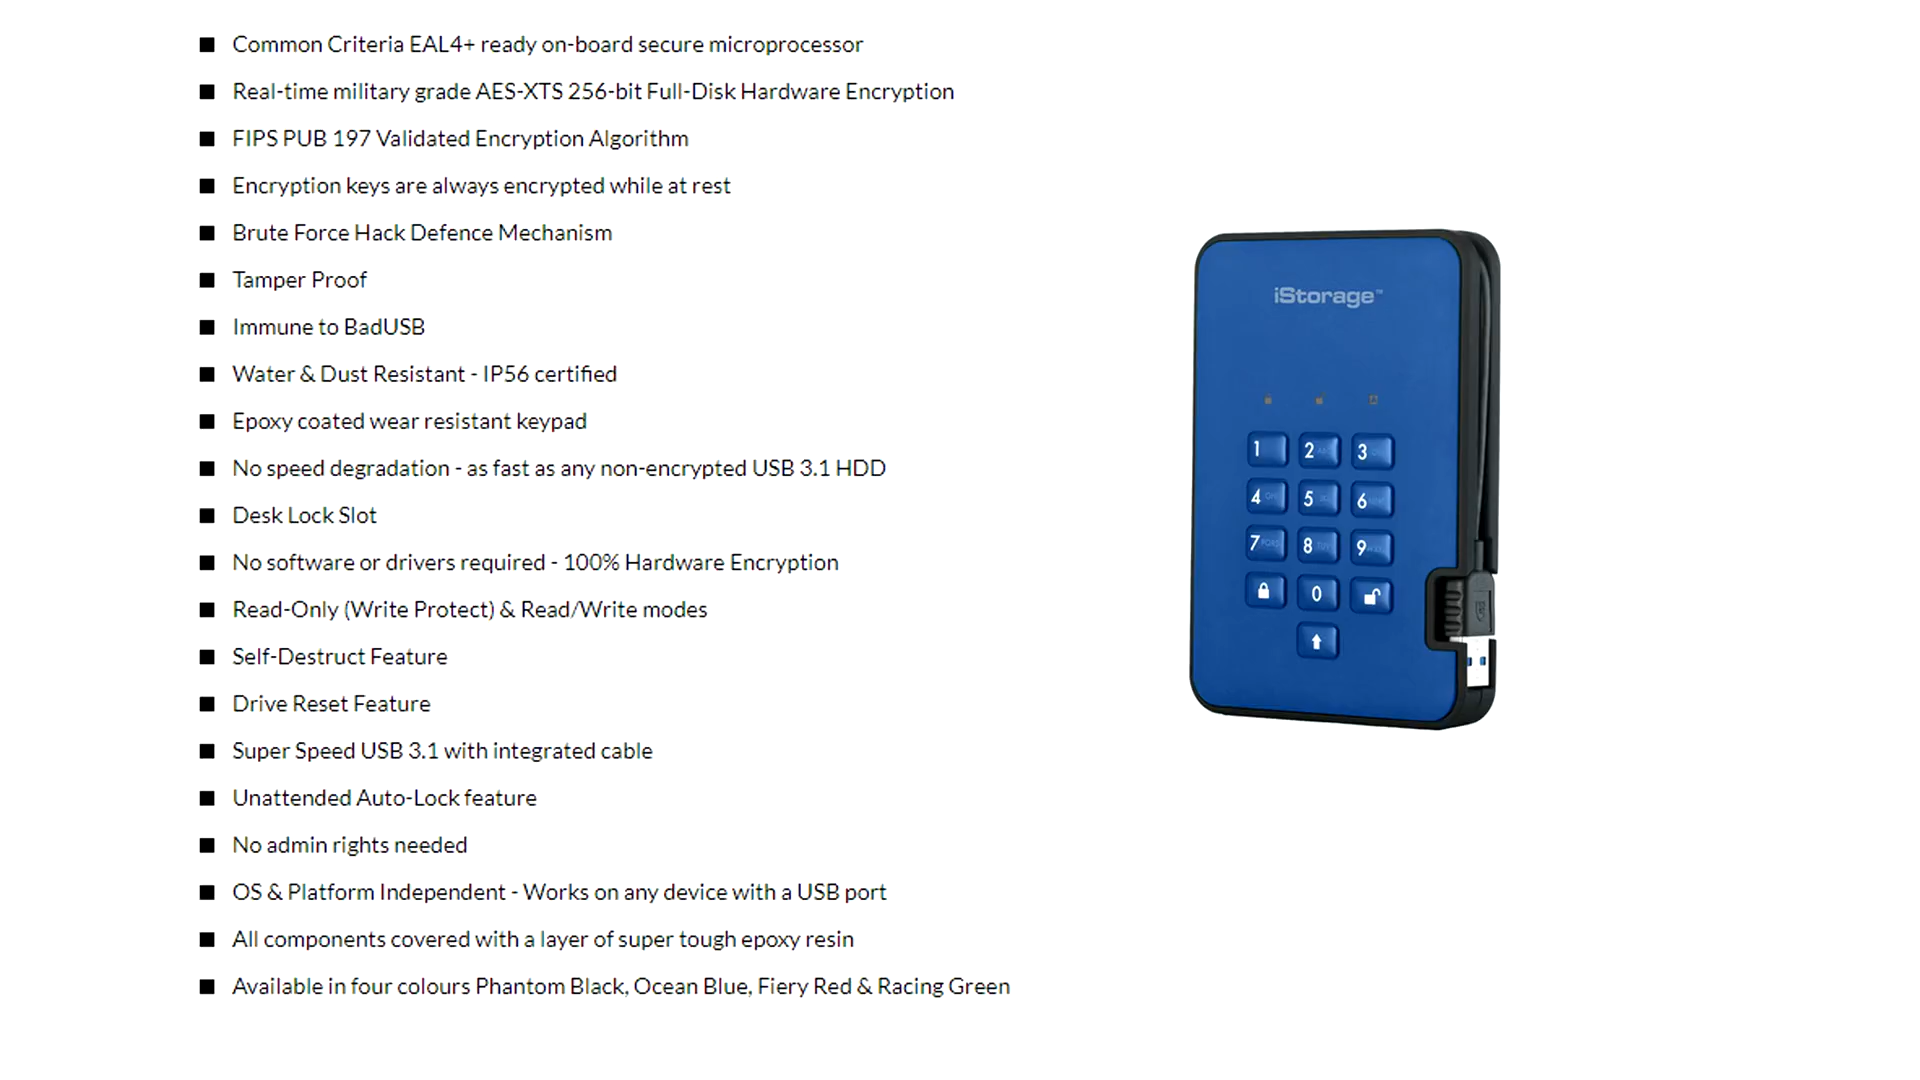 Common Criteria EAL4+ ready on-board secure microprocessor
Real-time military grade AES-XTS 256-bit Full-Disk Hardware Encryption
FIPS PUB 197 Validated Encryption Algorithm
Encryption keys are always encrypted while at rest
Brute Force Hack Defence Mechanism
Tamper Proof
Immune to BadUSB
Water & Dust Resistant - IP56 certified
Epoxy coated wear resistant keypad
No speed degradation - as fast as any non-encrypted USB 3.1 HDD
Desk Lock Slot
No software or drivers required - 100% Hardware Encryption
Read-Only (Write Protect) & Read/Write modes
Self-Destruct Feature
Drive Reset Feature
Super Speed USB 3.1 with integrated cable
Unattended Auto-Lock feature
No admin rights needed
OS & Platform Independent - Works on any device with a USB port
All components covered with a layer of super tough epoxy resin
Available in four colours Phantom Black, Ocean Blue, Fiery Red & Racing Green
iStorage™
1 2 3
4 5 6
7 8 9
0